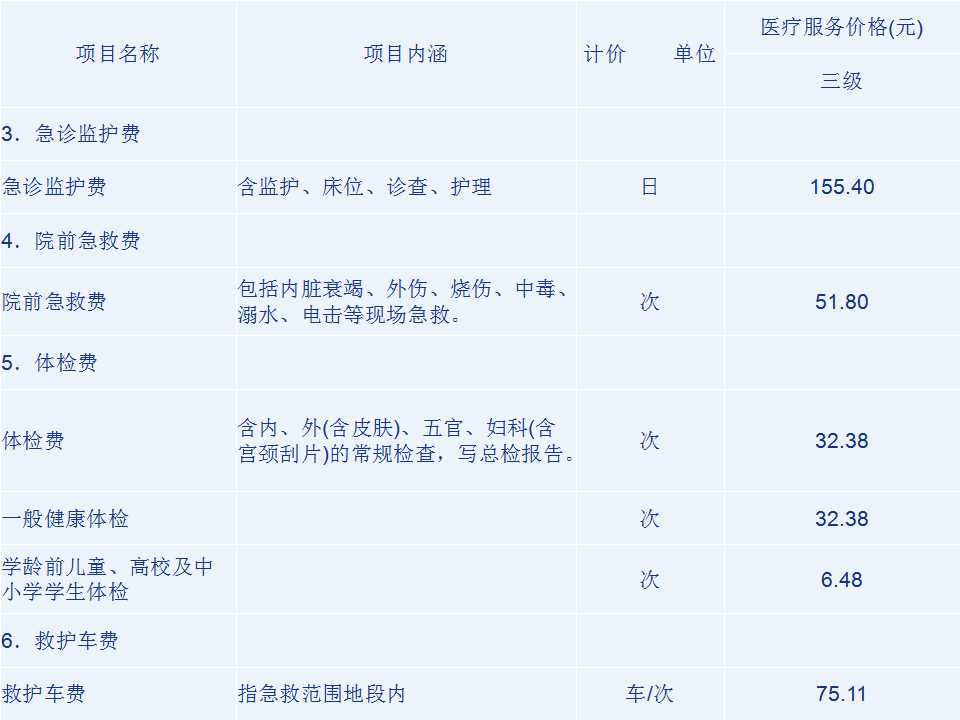 项目名称 项目内涵 计价 单位 医疗服务价格(元)
三级
3．急诊监护费
急诊监护费 含监护、床位、诊查、护理 日 155.40
4．院前急救费
院前急救费 包括内脏衰竭、外伤、烧伤、中毒、
溺水、电击等现场急救。 次 51.80
5．体检费
体检费 含内、外(含皮肤)、五官、妇科(含
宫颈刮片)的常规检查，写总检报告。 次 32.38
一般健康体检 次 32.38
学龄前儿童、高校及中
小学学生体检 次 6.48
6．救护车费
救护车费 指急救范围地段内 车/次 75.11